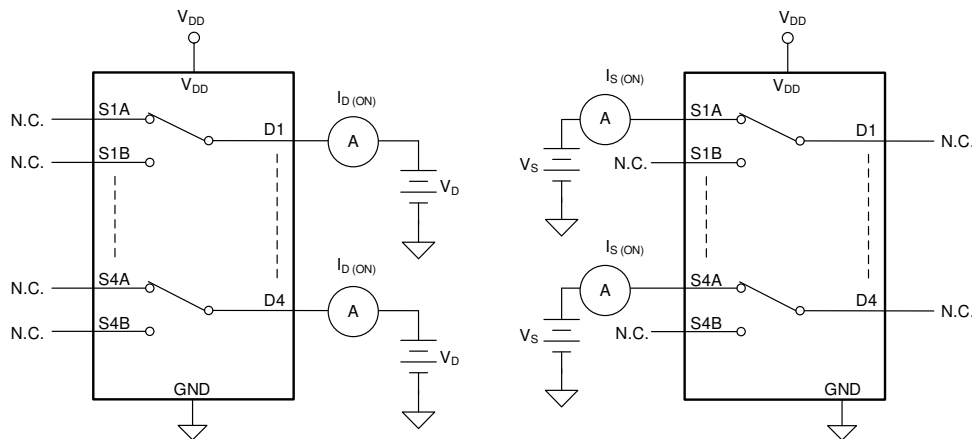 VDD
VDD
N.C. S1A
N.C. S1B
D1
ID (ON)
A
VD
N.C. S4A
N.C. S4B
D4
ID (ON)
A
VD
GND
VDD
VDD
IS (ON)
A
VS
S1A
N.C. S1B
D1
N.C.
IS (ON)
A
VS
S4A
N.C. S4B
D4
N.C.
GND